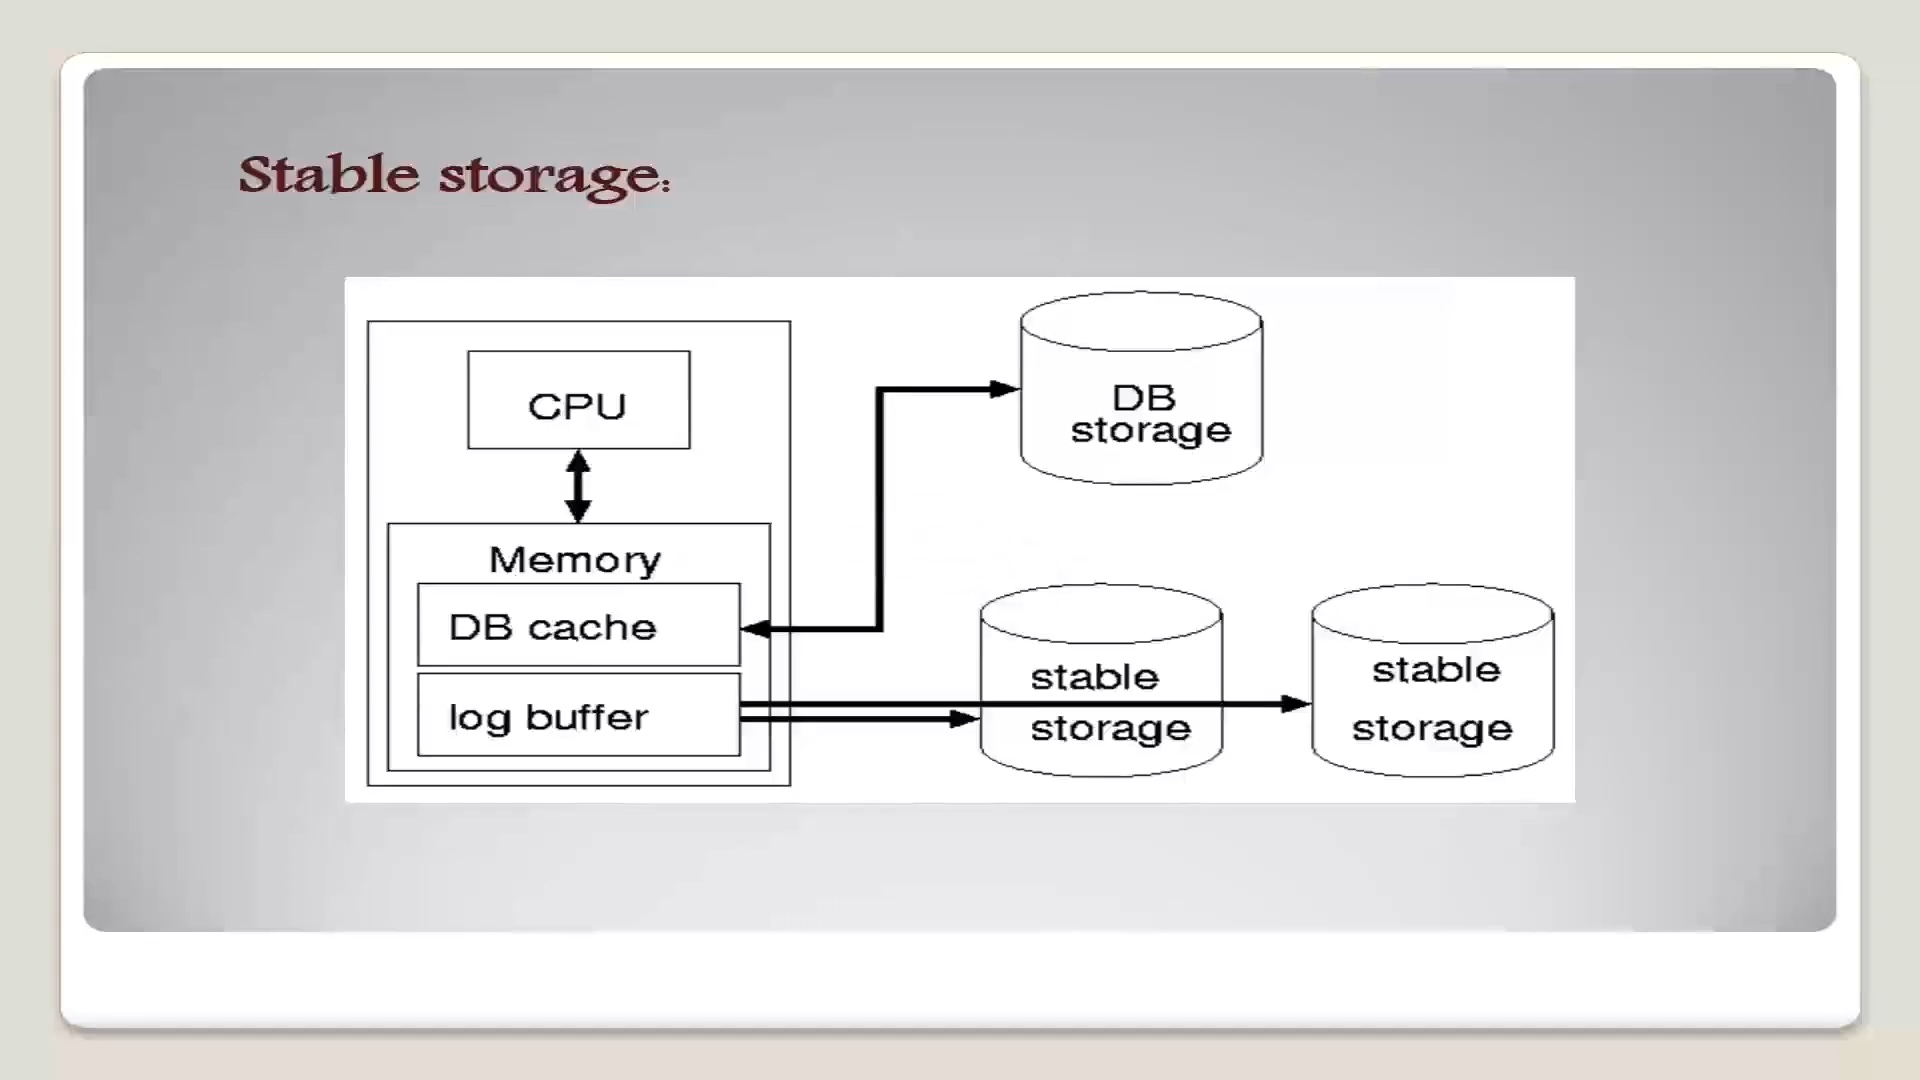 Stable storage:
CPU
Memory
DB cache
log buffer
DB
storage
stable
storage
stable
storage